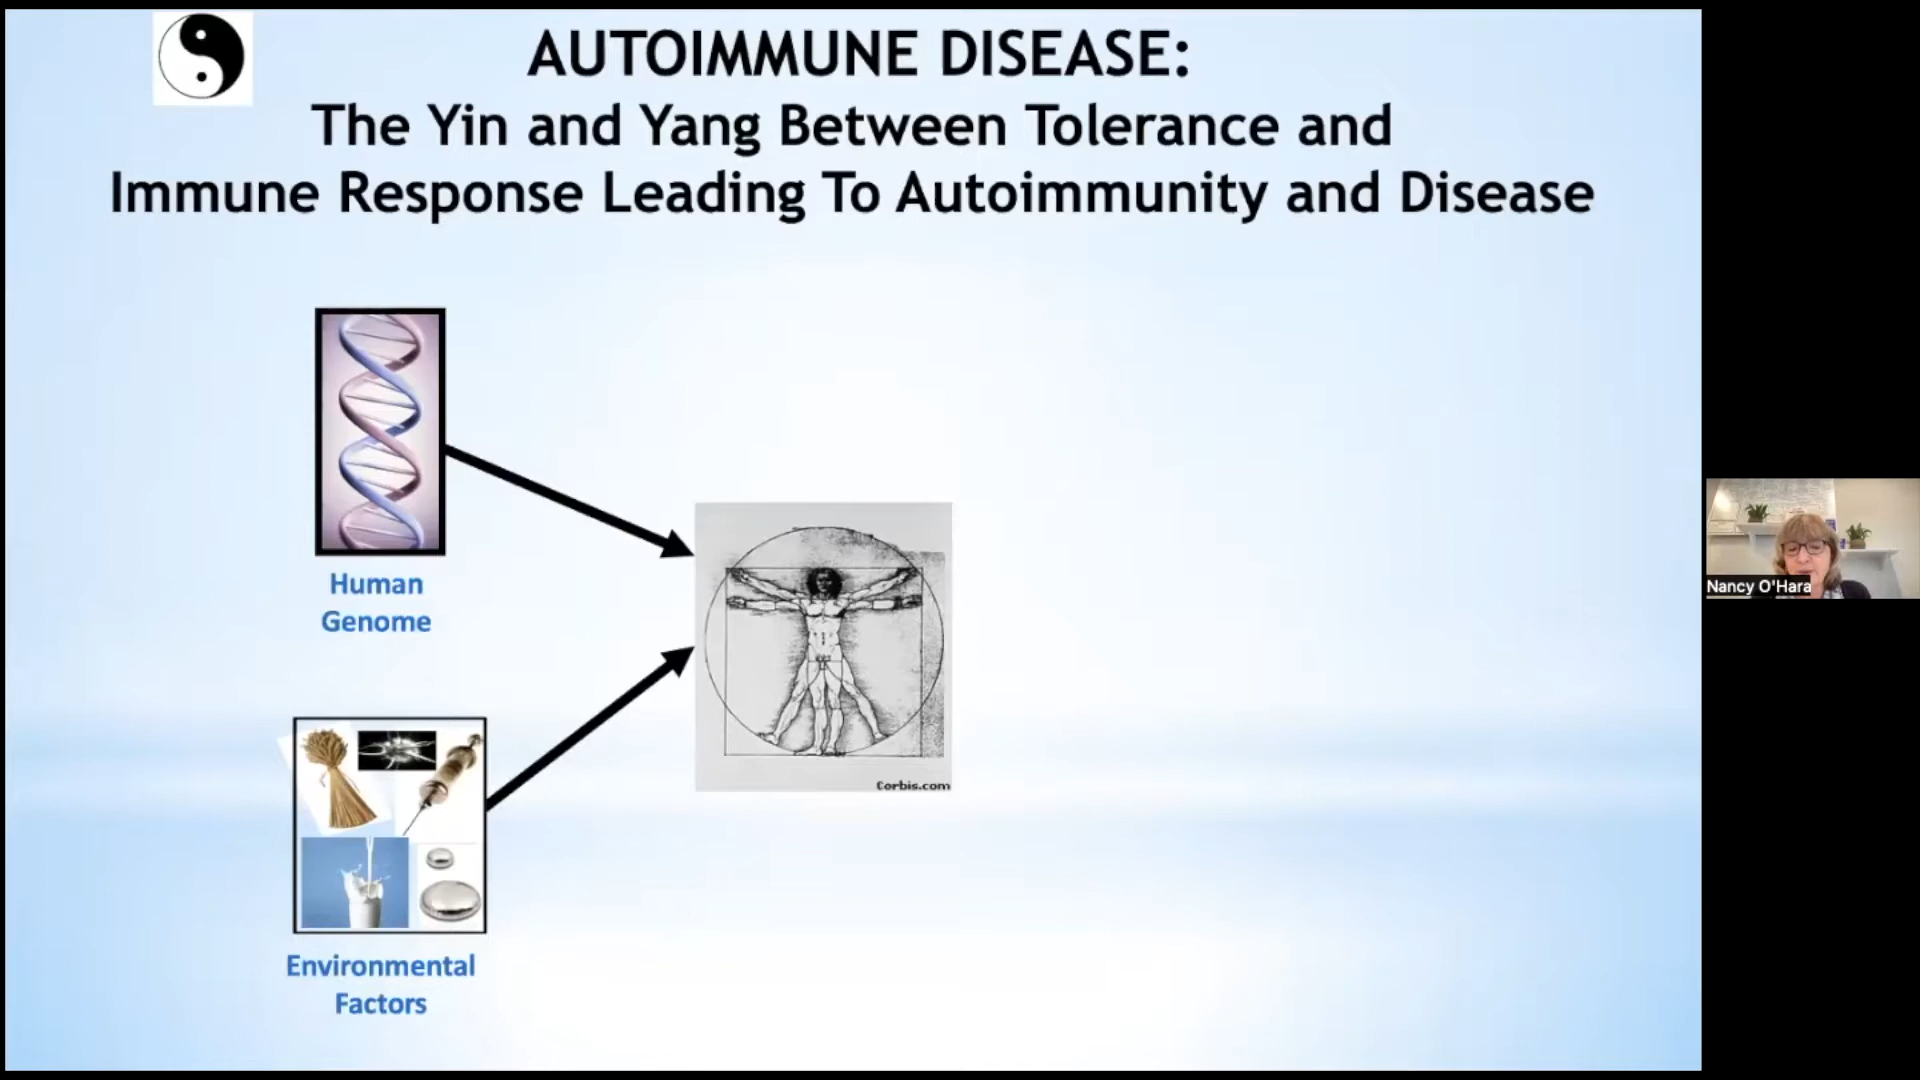 AUTOIMMUNE DISEASE:
The Yin and Yang Between Tolerance and
Immune Response Leading To Autoimmunity and Disease
Human
Genome
Corbis.com
Environmental
Factors
Nancy O'Hara